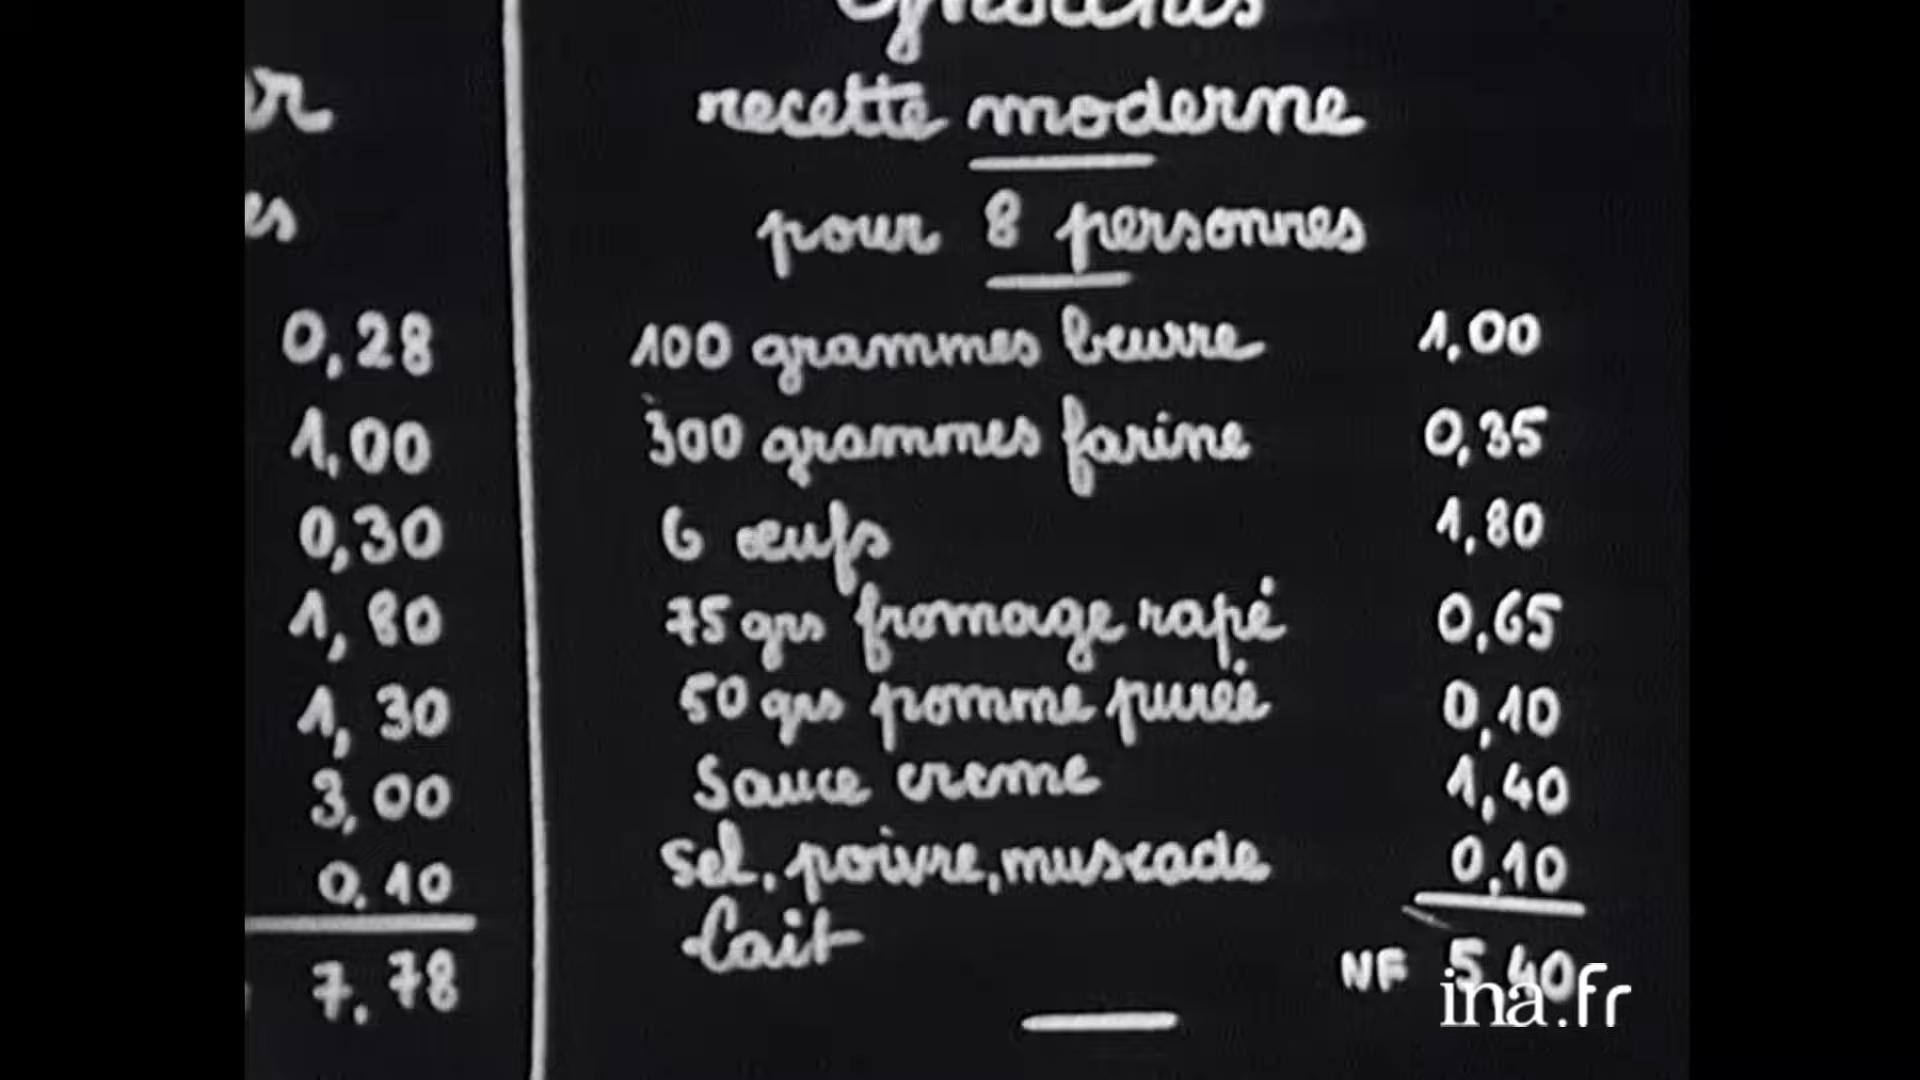 recette moderne
pour 8 personnes
100 grammes beurre 1,00
300 grammes farine 0,35
6 œufs 1,80
75 grs fromage rapé 0,65
50 grs pomme purée 0,10
Sauce creme 1,40
sel, poivre, muscade 0,10
Lait
NF 5,40
0,28
1,00
0,30
1,80
1,30
3,00
0.10
7.78
ina.fr